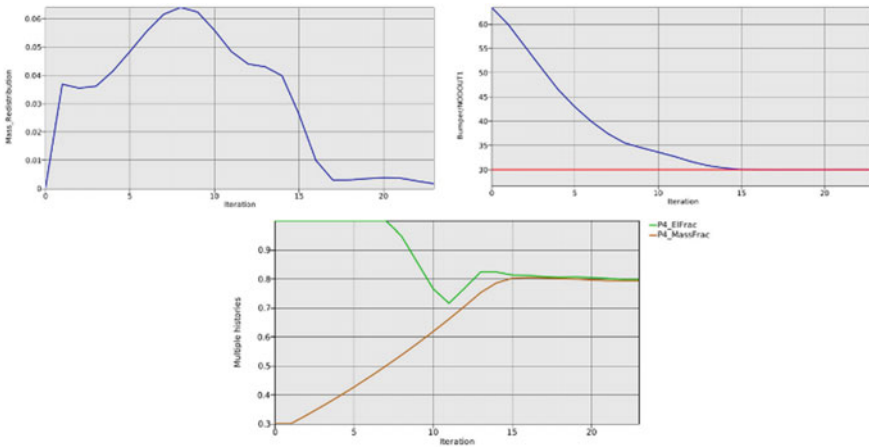 0.06
0.05
0.04
0.03
0.02
0.01
0
Mass_Redistribution
0 5 10 15 20
Iteration
60
55
50
45
40
35
30
Bumper/NODOUT1
0 5 10 15 20
Iteration
P4_ElFrac
P4_MassFrac
0.9
0.8
0.7
0.6
0.5
0.4
0.3
Multiple histories
0 5 10 15 20
Iteration